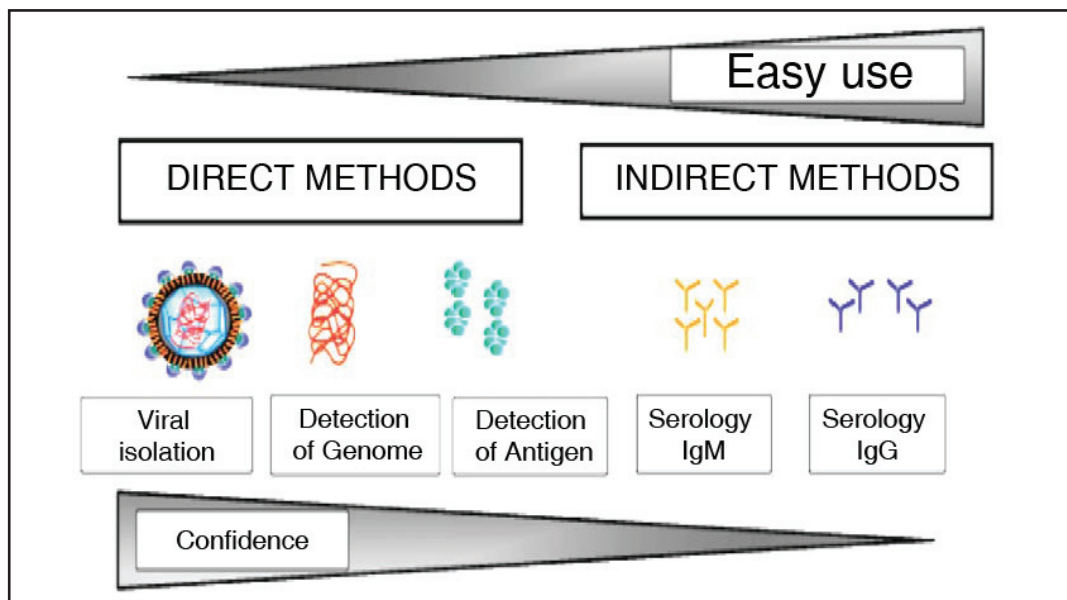 Easy use
DIRECT METHODS
INDIRECT METHODS
Viral
isolation
Detection
of Genome
Detection
of Antigen
Serology
IgM
Serology
IgG
Confidence